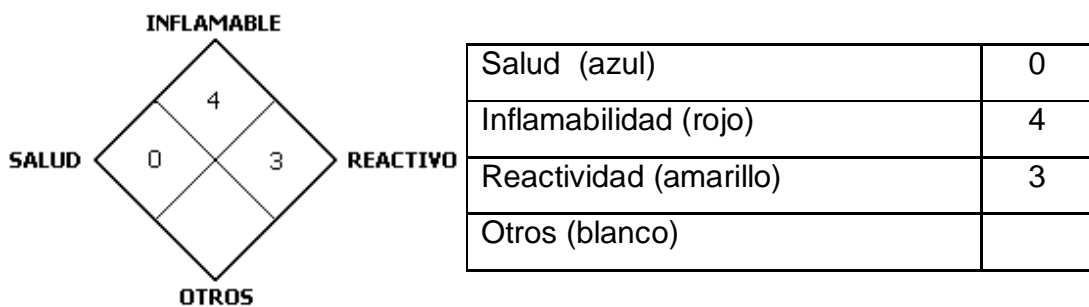 INFLAMABLE
4
SALUD 0 3 REACTIVO
OTROS
Salud (azul) 0
Inflamabilidad (rojo) 4
Reactividad (amarillo) 3
Otros (blanco)